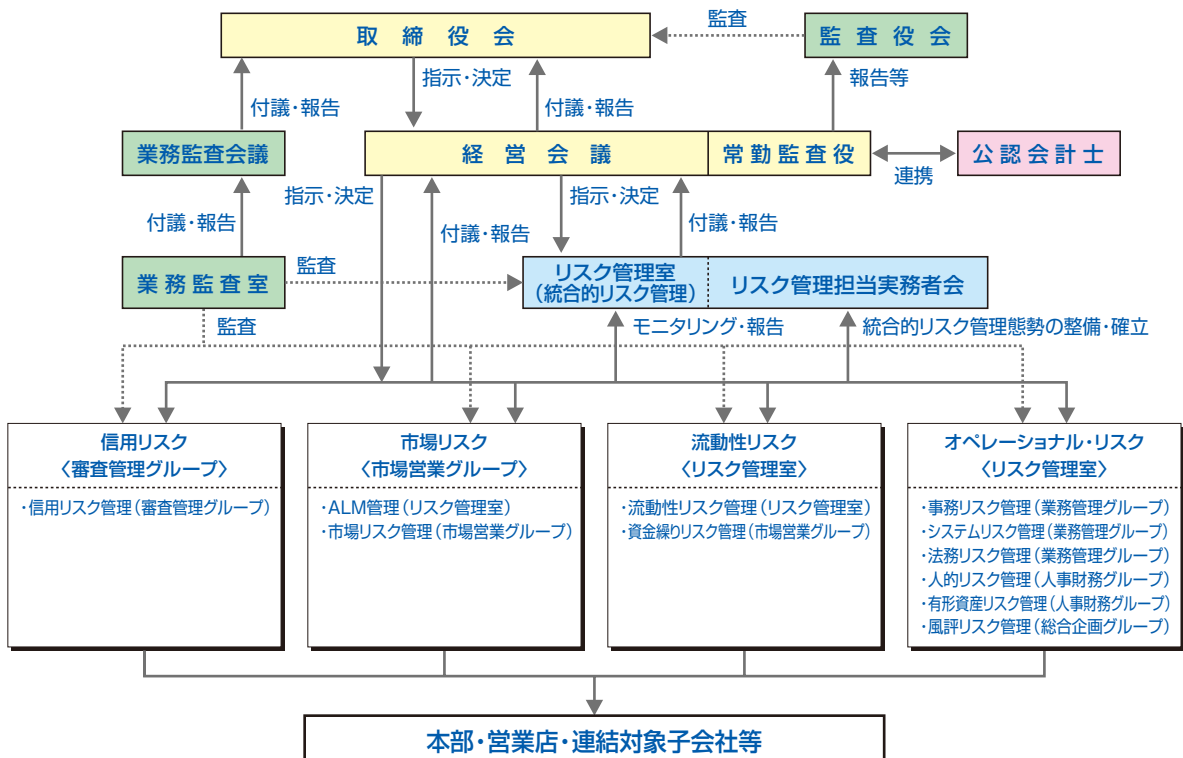 取締役会
監査
監査役会
指示・決定
報告等
付議・報告
付議・報告
業務監査会議
経営会議
常勤監査役
公認会計士
連携
指示・決定
指示・決定
付議・報告
付議・報告
付議・報告
業務監査室
監査
リスク管理室
(統合的リスク管理)
リスク管理担当実務者会
監査
モニタリング・報告
統合的リスク管理態勢の整備・確立
信用リスク
〈審査管理グループ〉
・信用リスク管理(審査管理グループ)
市場リスク
〈市場営業グループ〉
・ALM管理(リスク管理室)
・市場リスク管理(市場営業グループ)
流動性リスク
〈リスク管理室〉
・流動性リスク管理(リスク管理室)
・資金繰りリスク管理(市場営業グループ)
オペレーショナル・リスク
〈リスク管理室〉
・事務リスク管理(業務管理グループ)
・システムリスク管理(業務管理グループ)
・法務リスク管理(業務管理グループ)
・人的リスク管理(人事財務グループ)
・有形資産リスク管理(人事財務グループ)
・風評リスク管理(総合企画グループ)
本部・営業店・連結対象子会社等